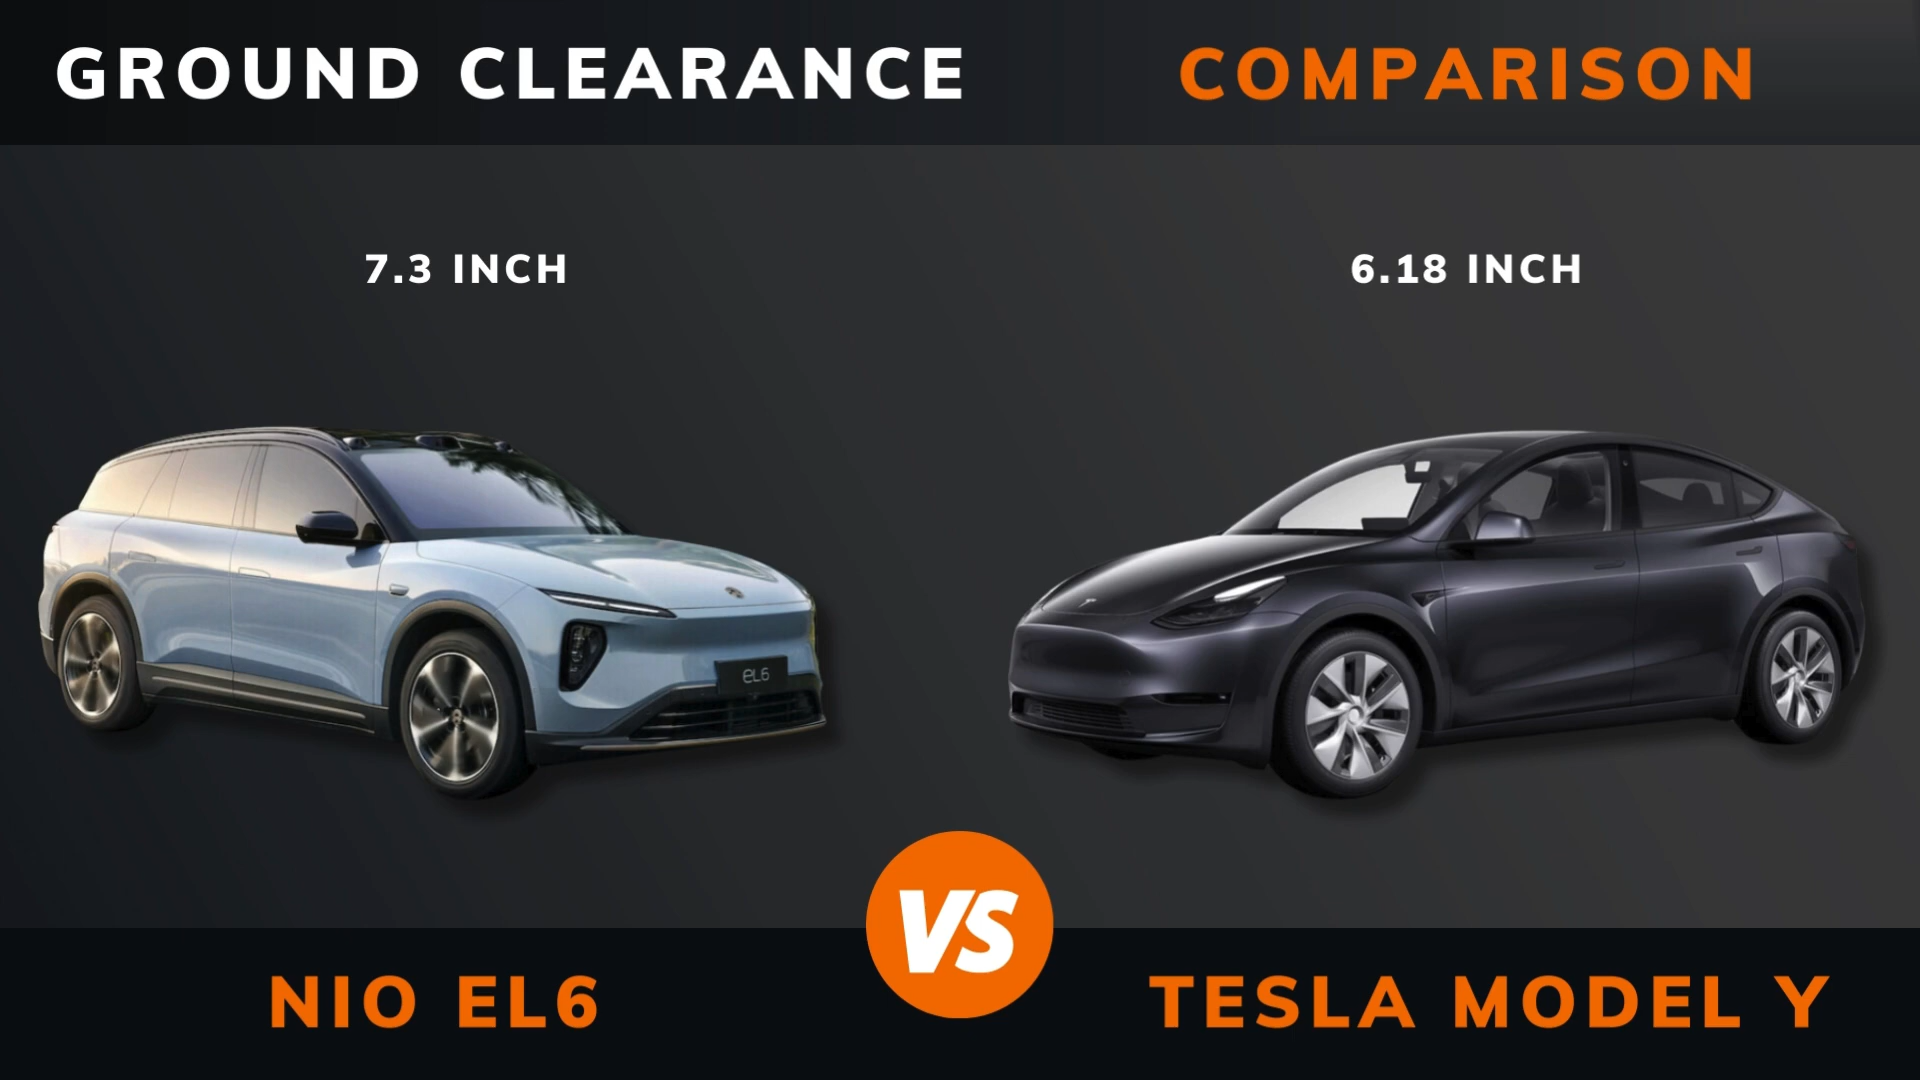 GROUND CLEARANCE COMPARISON
7.3 INCH
6.18 INCH
eL6
VS
NIO EL6
TESLA MODEL Y